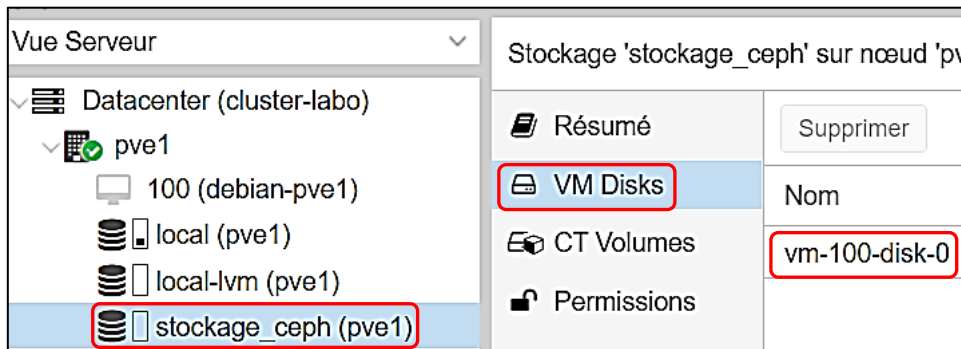 Vue Serveur
Datacenter (cluster-labo)
pve1
100 (debian-pve1)
local (pve1)
local-lvm (pve1)
stockage_ceph (pve1)
Stockage 'stockage_ceph' sur nœud 'pv
Résumé
VM Disks
CT Volumes
Permissions
Supprimer
Nom
vm-100-disk-0